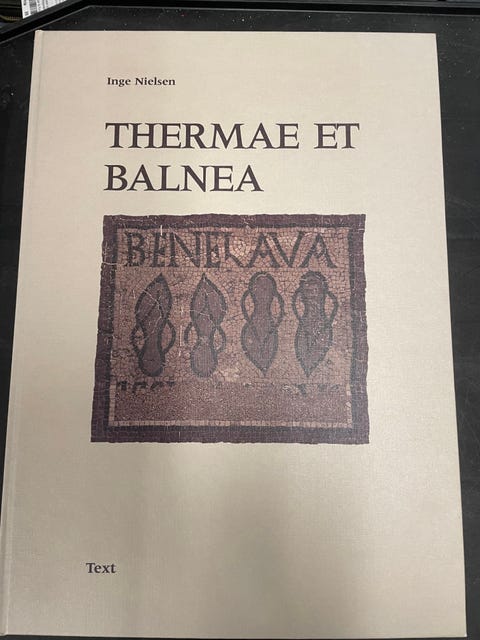 Inge Nielsen
THERMAE ET
BALNEA
BENELAVA
Text